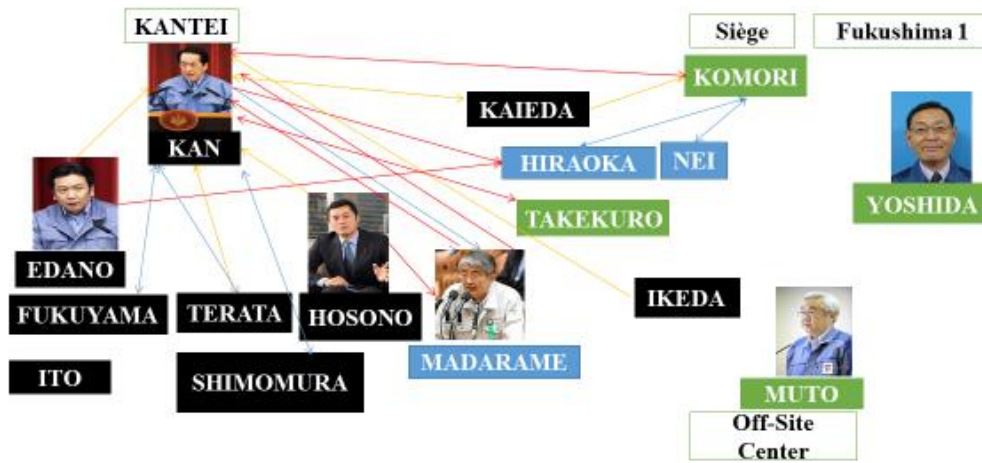 KANTEI
Siège
Fukushima 1
KOMORI
KAIEDA
KAN
HIRAOKA
NEI
YOSHIDA
TAKEKURO
EDANO
IKEDA
FUKUYAMA
TERATA
HOSONO
MADARAME
ITO
SHIMOMURA
MUTO
Off-Site
Center